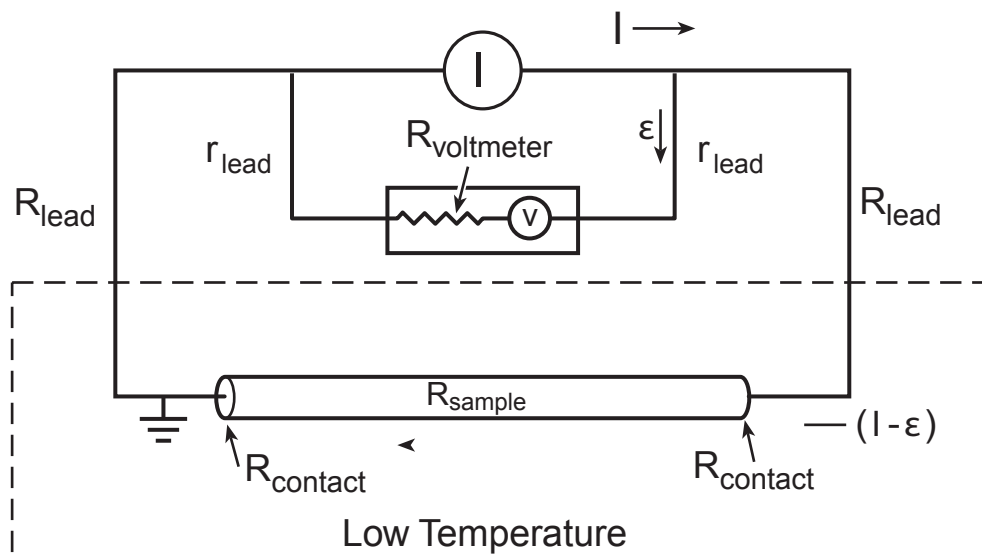 I
I
ε
R_voltmeter
r_lead
r_lead
R_lead
R_lead
V
R_sample
(I-ε)
R_contact
R_contact
Low Temperature